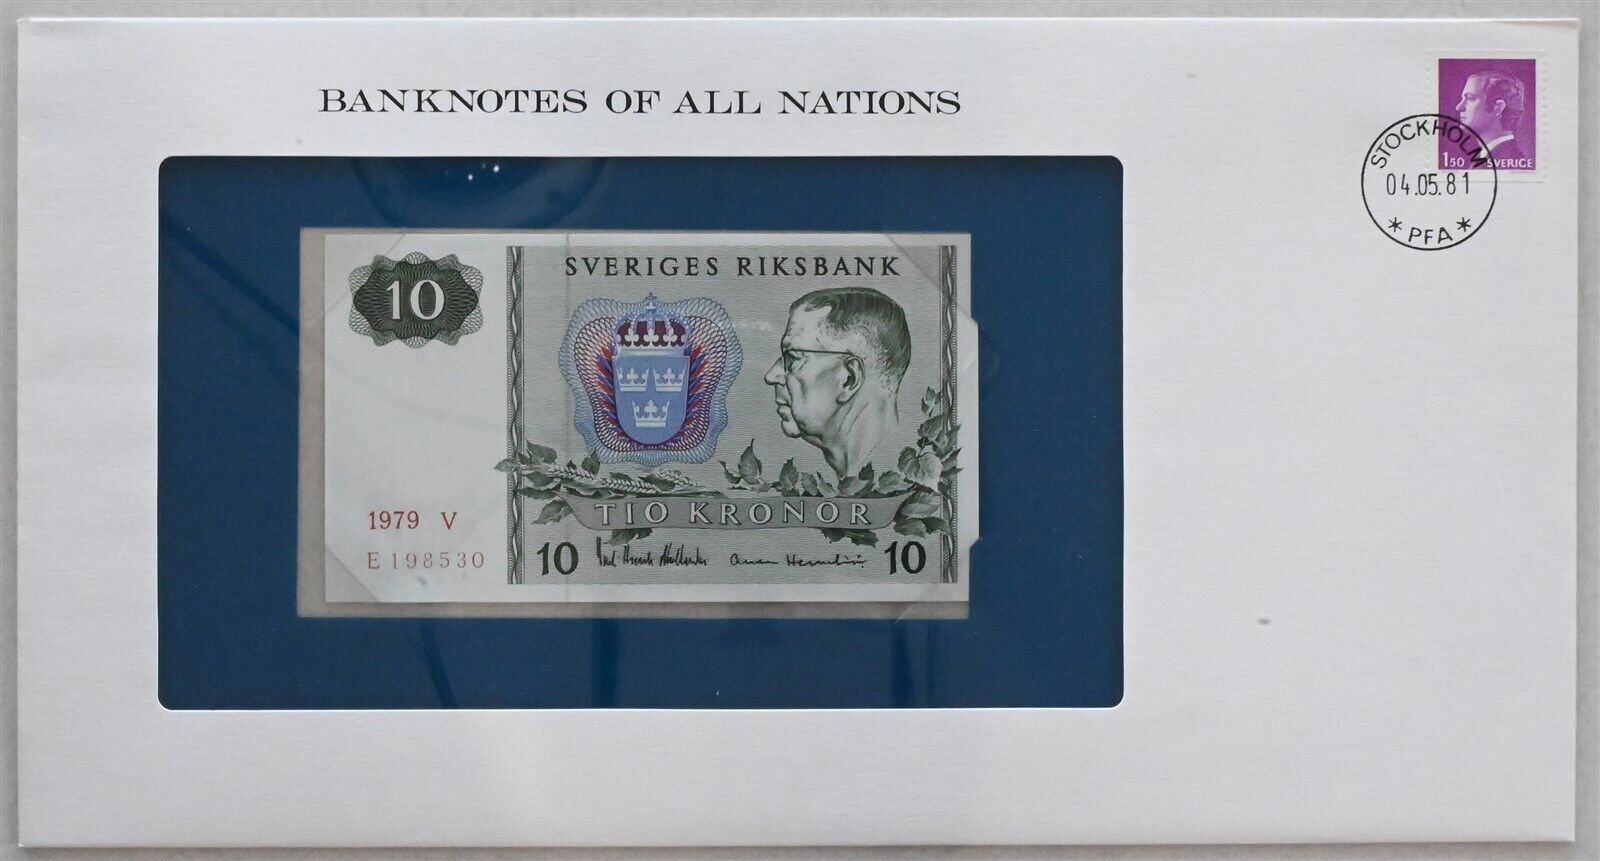 BANKNOTES OF ALL NATIONS
1 50 SVERIGE
STOCKHOLM
04.05.81
* PFA *
10
SVERIGES RIKSBANK
TIO KRONOR
1979 V
E 198530
10
10